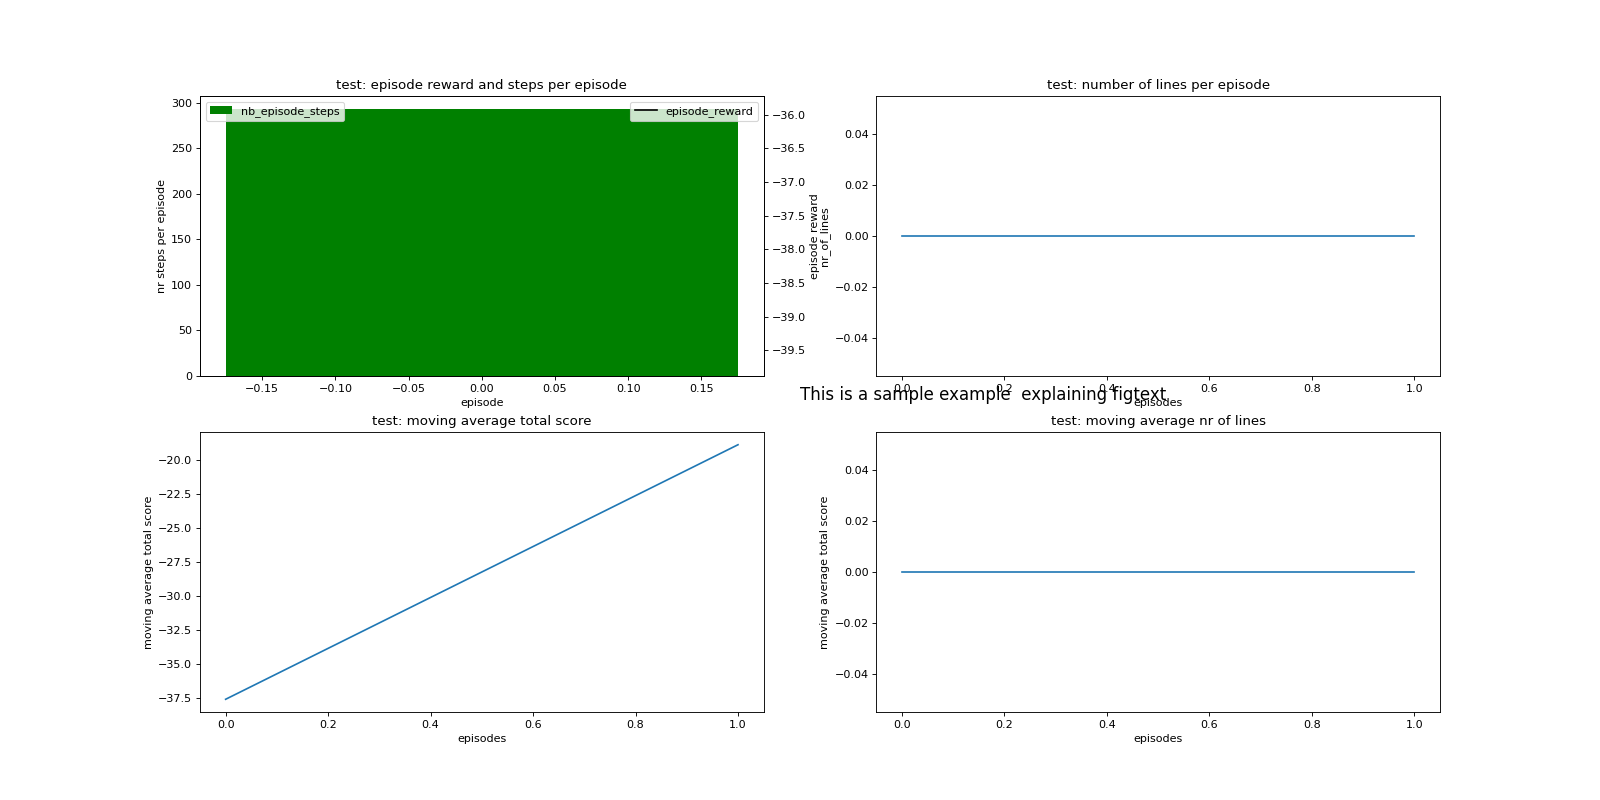 test: episode reward and steps per episode
nb_episode_steps
episode_reward
300
250
200
150
100
50
0
nr steps per episode
−36.0
−36.5
−37.0
−37.5
−38.0
−38.5
−39.0
−39.5
episode reward
−0.15 −0.10 −0.05 0.00 0.05 0.10 0.15
episode
test: number of lines per episode
0.04
0.02
0.00
−0.02
−0.04
nr_of_lines
0.0 0.2 0.4 0.6 0.8 1.0
episodes
This is a sample example  explaining figtext
test: moving average total score
−20.0
−22.5
−25.0
−27.5
−30.0
−32.5
−35.0
−37.5
moving average total score
0.0 0.2 0.4 0.6 0.8 1.0
episodes
test: moving average nr of lines
0.04
0.02
0.00
−0.02
−0.04
moving average total score
0.0 0.2 0.4 0.6 0.8 1.0
episodes